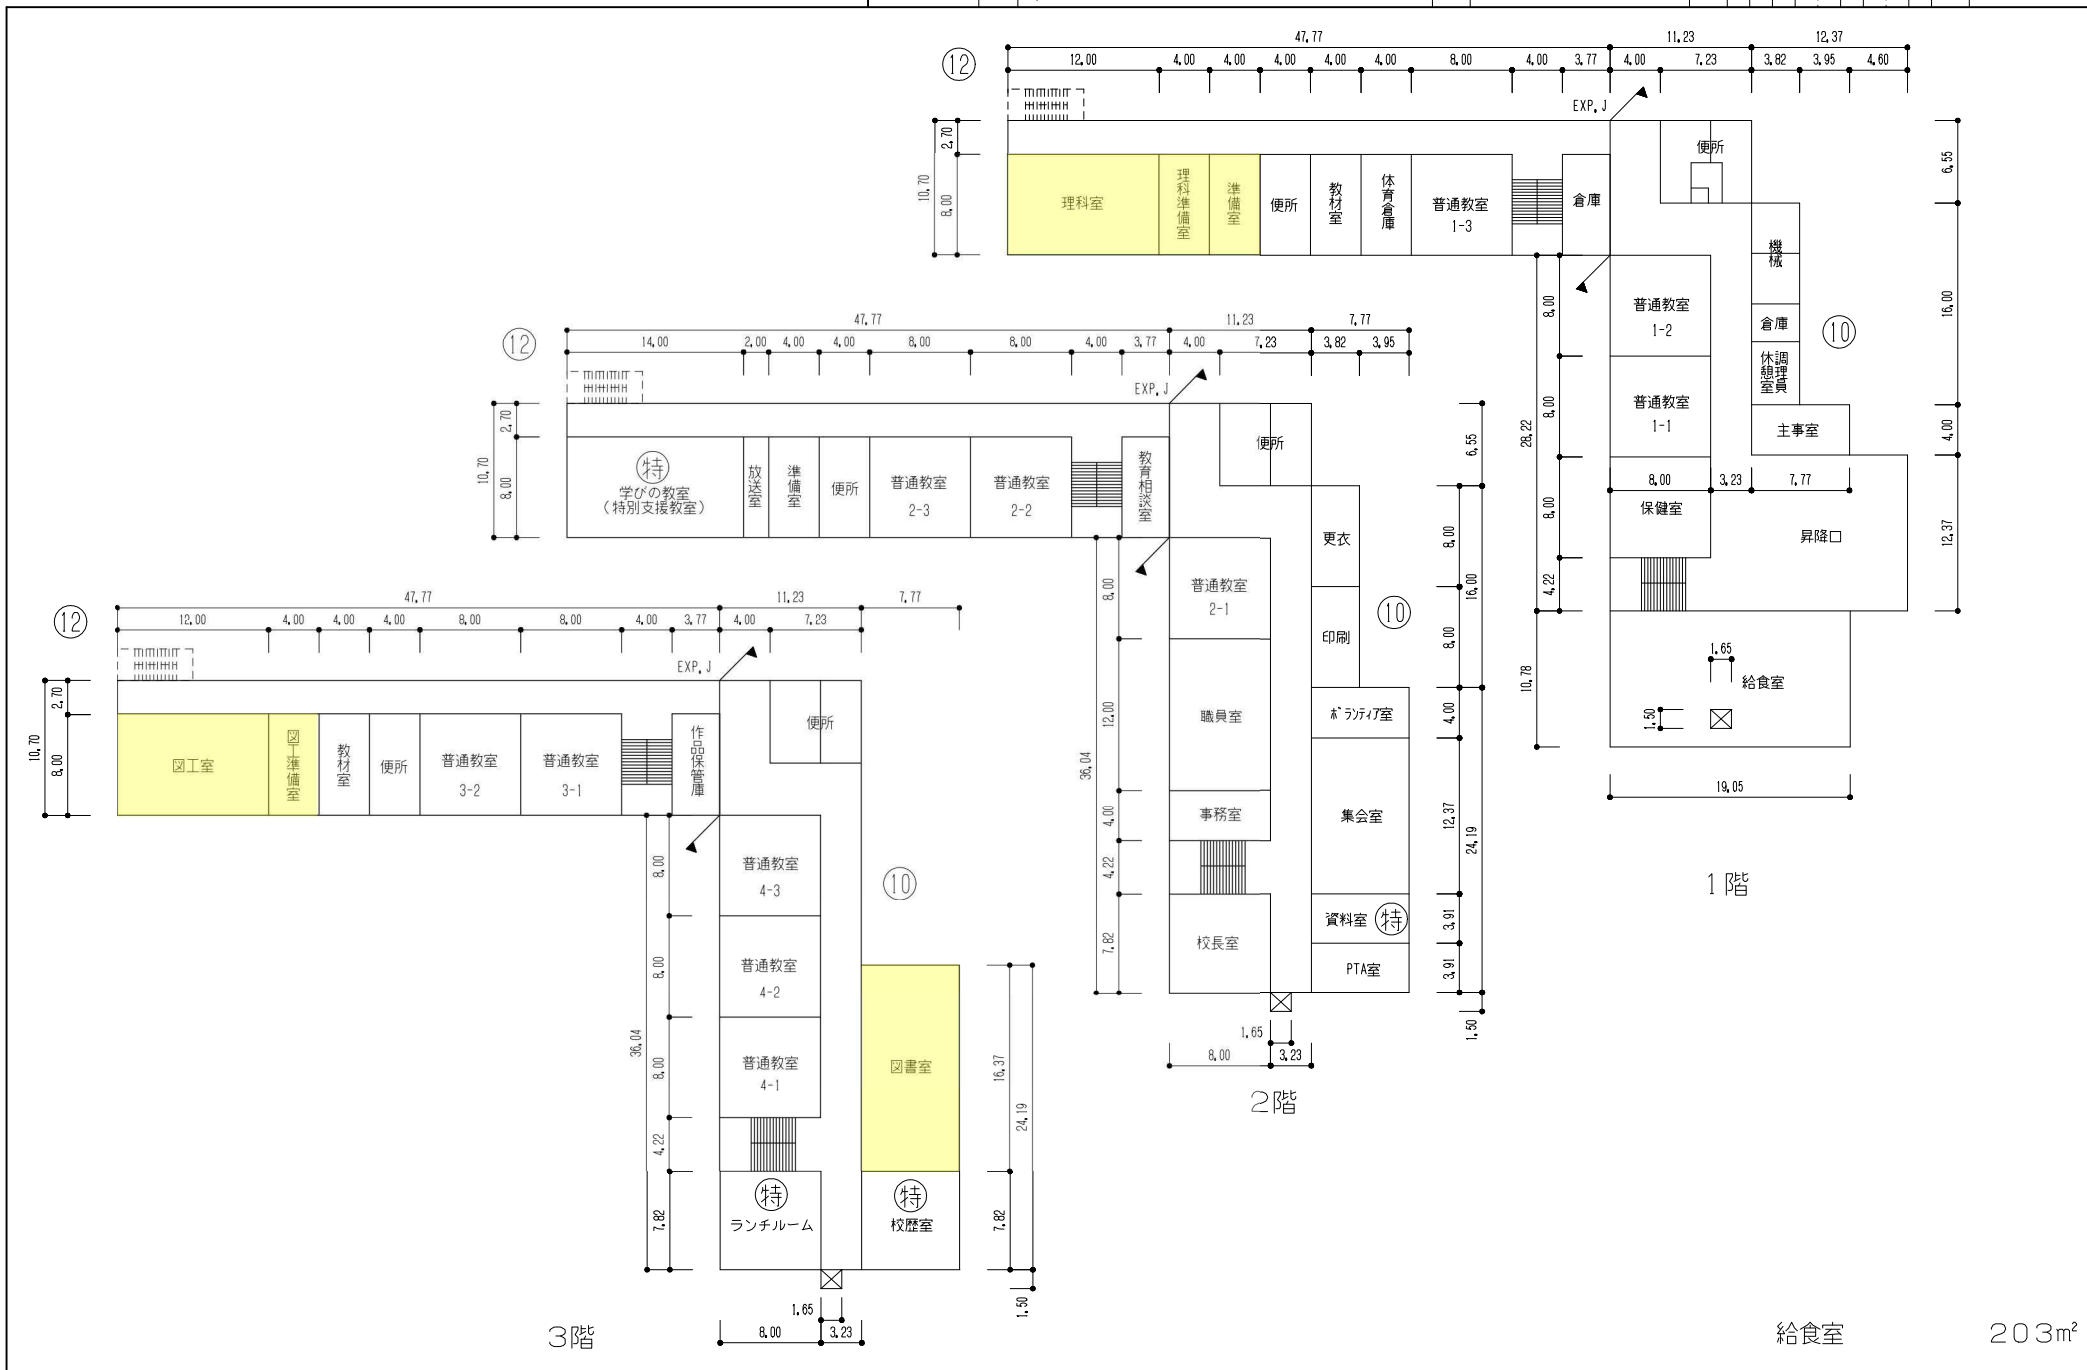 47.77
11.23
12.37
⑫
12.00
4.00
4.00
4.00
4.00
4.00
8.00
4.00
3.77
4.00
7.23
3.82
3.95
4.60
EXP.J
10.70
2.70
8.00
理科室
理科準備室
準備室
便所
教材室
体育倉庫
普通教室
1-3
倉庫
便所
6.55
機械
倉庫
調理員
休憩室
16.00
⑩
普通教室
1-2
普通教室
1-1
主事室
4.00
28.22
8.00
8.00
8.00
4.22
8.00
3.23
7.77
保健室
昇降口
12.37
10.78
1.65
給食室
1.50
19.05
1階
47.77
11.23
7.77
⑫
14.00
2.00
4.00
4.00
8.00
8.00
4.00
3.77
4.00
7.23
3.82
3.95
EXP.J
10.70
2.70
8.00
特
学びの教室
(特別支援教室)
放送室
準備室
便所
普通教室
2-3
普通教室
2-2
教育相談室
便所
6.55
更衣
8.00
16.00
印刷
8.00
⑩
普通教室
2-1
8.00
職員室
12.00
36.04
ボランティア室
4.00
事務室
4.00
集会室
12.37
24.19
4.22
校長室
7.82
資料室
特
3.91
PTA室
3.91
1.50
1.65
8.00
3.23
2階
47.77
11.23
7.77
⑫
12.00
4.00
4.00
4.00
8.00
8.00
4.00
3.77
4.00
7.23
EXP.J
10.70
2.70
8.00
図工室
図工準備室
教材室
便所
普通教室
3-2
普通教室
3-1
作品保管庫
便所
⑩
普通教室
4-3
8.00
普通教室
4-2
8.00
36.04
普通教室
4-1
8.00
図書室
16.37
24.19
4.22
特
ランチルーム
7.82
特
校歴室
7.82
1.50
1.65
8.00
3.23
3階
給食室 203㎡